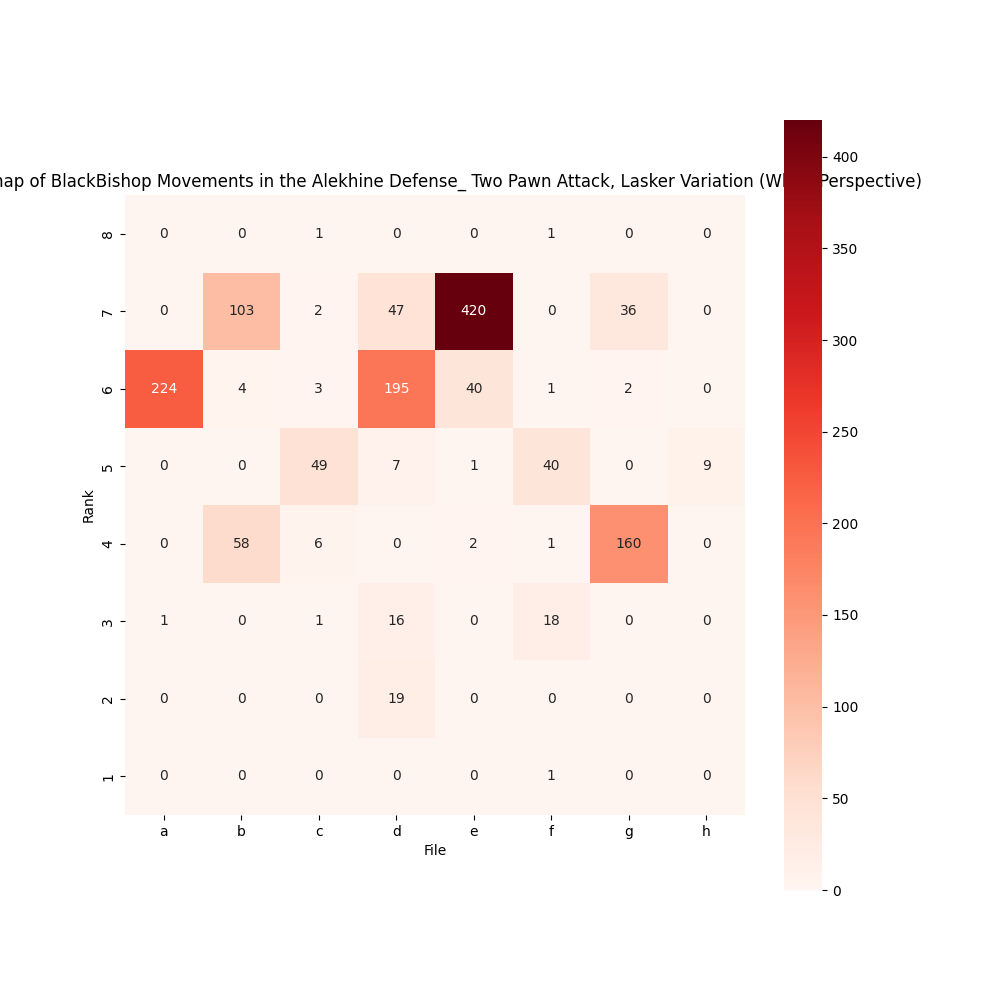 of BlackBishop Movements in the Alekhine Defense_ Two Pawn Attack, Lasker Variation Perspective)
8 0 0 1 0 0 1 0 0
7 0 103 2 47 420 0 36 0
6 224 4 3 195 40 1 2 0
5 0 0 49 7 1 40 0 9
4 0 58 6 0 2 1 160 0
3 1 0 1 16 0 18 0 0
2 0 0 0 19 0 0 0 0
1 0 0 0 0 0 1 0 0
a b c d e f g h
File
Rank
400
350
300
250
200
150
100
50
0